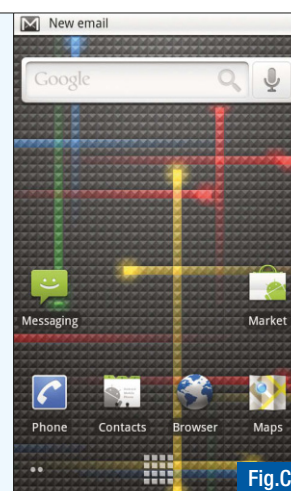 New email
Google
Messaging
Market
Phone
Contacts
Browser
Maps
Fig.C